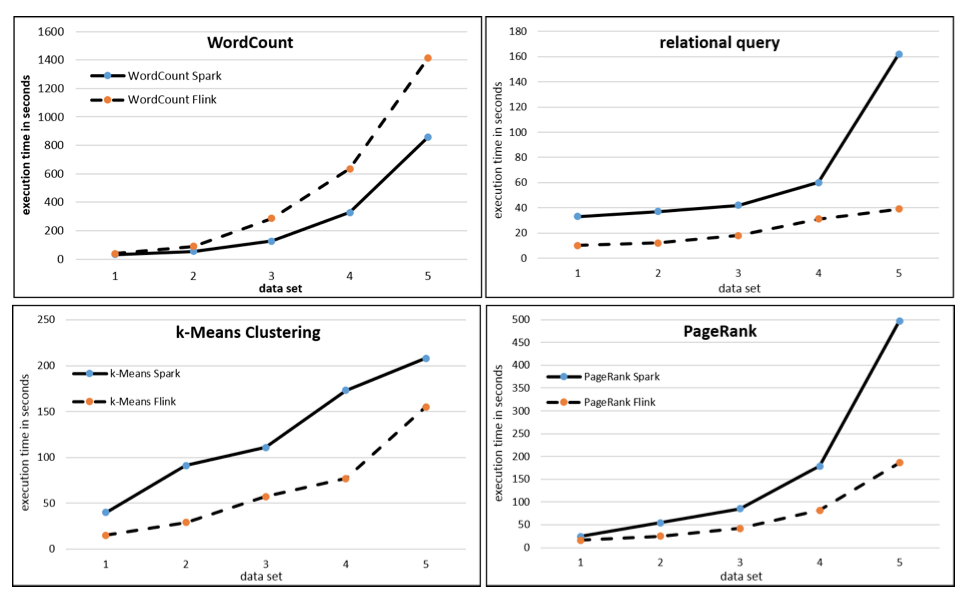 WordCount
execution time in seconds
1600
1400
1200
1000
800
600
400
200
0
WordCount Spark
WordCount Flink
1 2 3 4 5
data set
relational query
execution time in seconds
180
160
140
120
100
80
60
40
20
0
1 2 3 4 5
data set
k-Means Clustering
execution time in seconds
250
200
150
100
50
0
k-Means Spark
k-Means Flink
1 2 3 4 5
data set
PageRank
execution time in seconds
500
450
400
350
300
250
200
150
100
50
0
PageRank Spark
PageRank Flink
1 2 3 4 5
data set